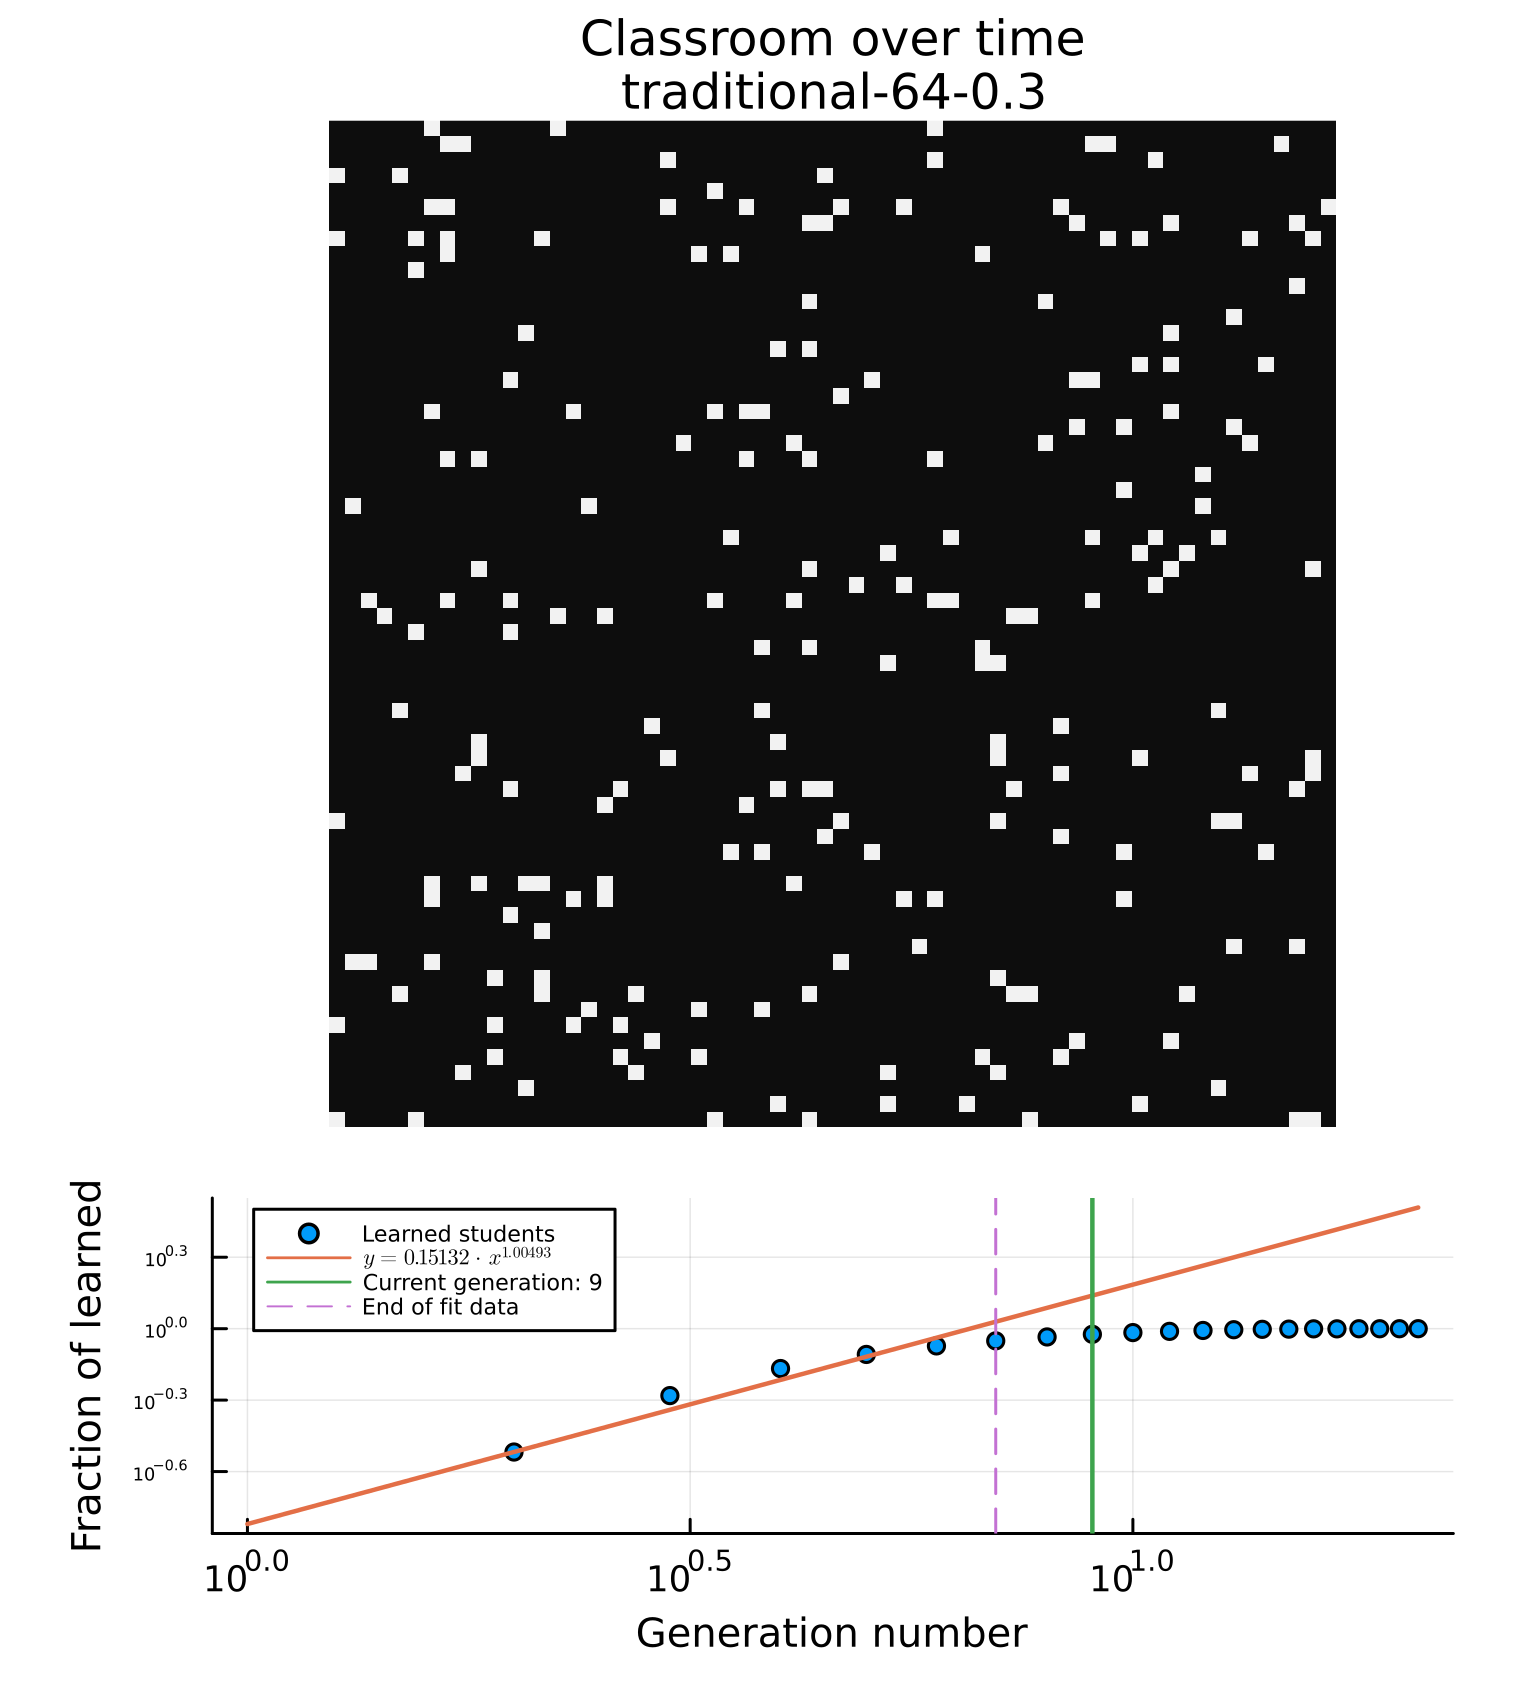 Classroom over time
traditional-64-0.3
Fraction of learned
10^0.3
10^0.0
10^−0.3
10^−0.6
Learned students
y = 0.15132 · x^1.00493
Current generation: 9
End of fit data
10^0.0 10^0.5 10^1.0
Generation number